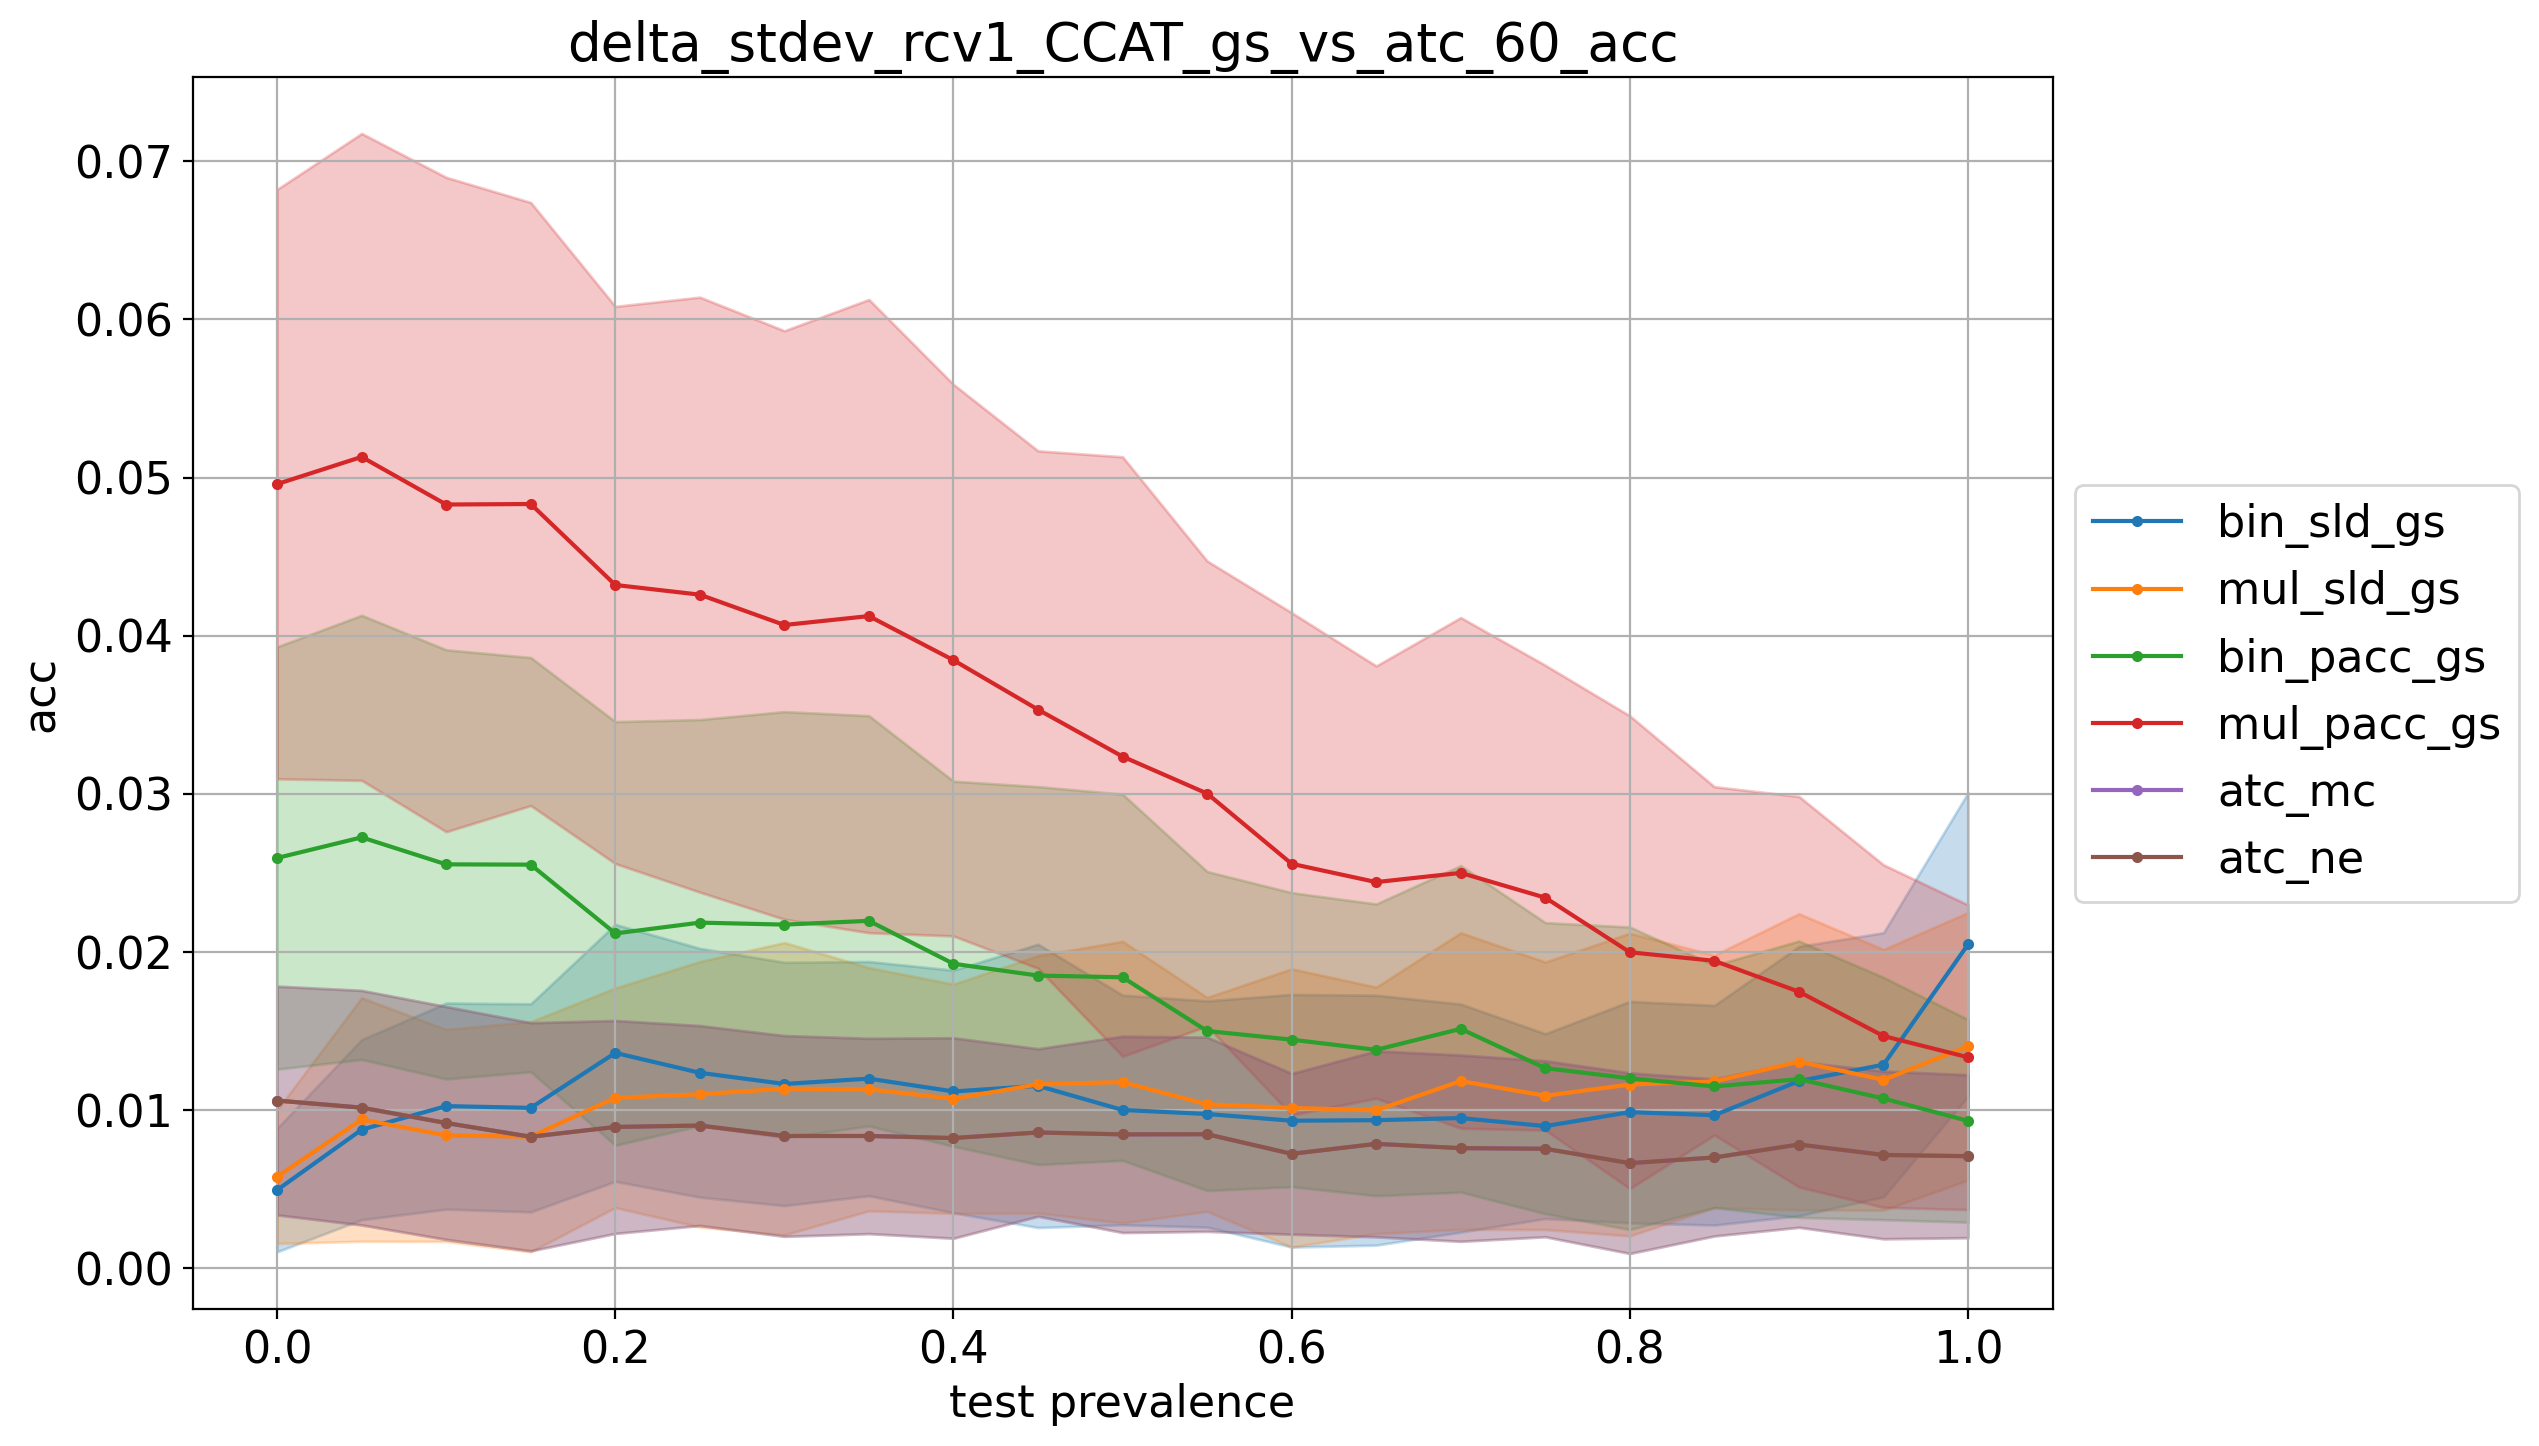 delta_stdev_rcv1_CCAT_gs_vs_atc_60_acc
0.07
0.06
0.05
0.04
0.03
0.02
0.01
0.00
acc
0.0 0.2 0.4 0.6 0.8 1.0
test prevalence
bin_sld_gs
mul_sld_gs
bin_pacc_gs
mul_pacc_gs
atc_mc
atc_ne